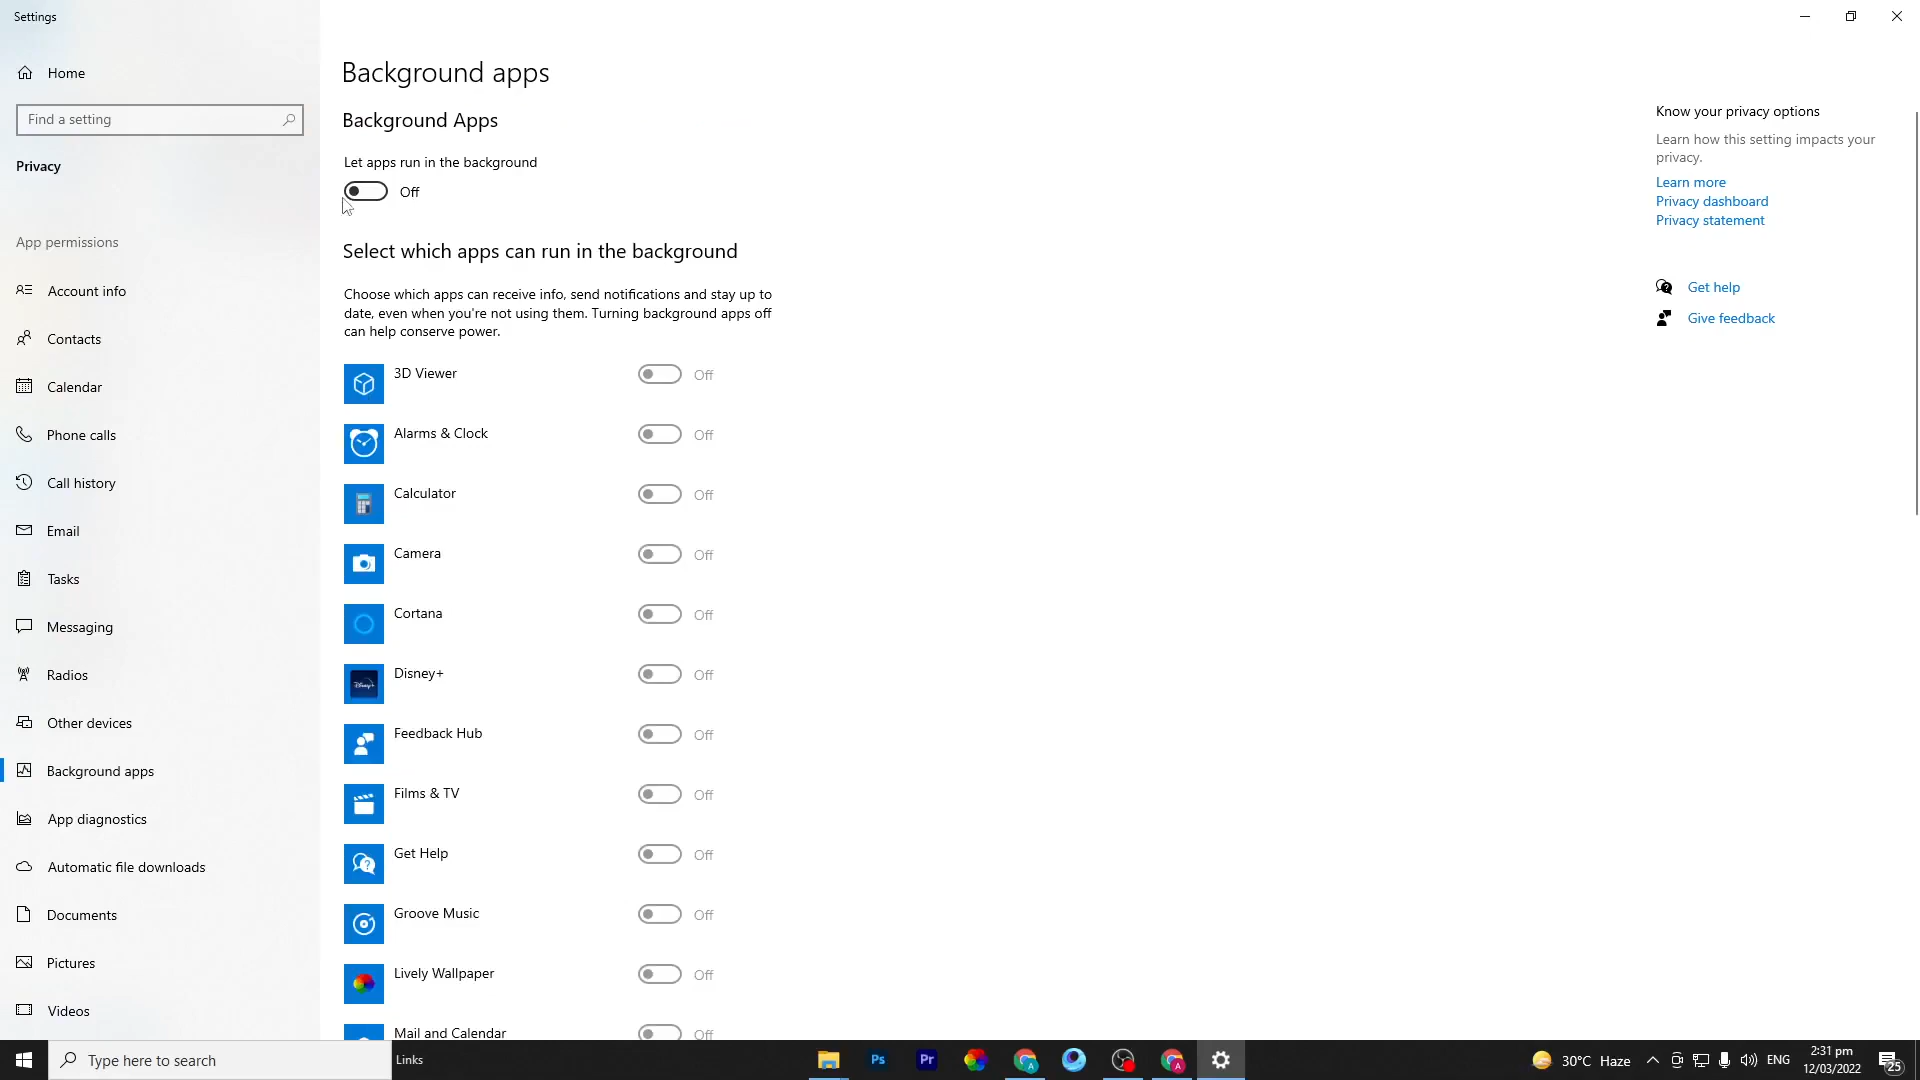 Settings
Home
Find a setting
Privacy
App permissions
Account info
Contacts
Calendar
Phone calls
Call history
Email
Tasks
Messaging
Radios
Other devices
Background apps
App diagnostics
Automatic file downloads
Documents
Pictures
Videos
Background apps
Background Apps
Let apps run in the background
Off
Select which apps can run in the background
Choose which apps can receive info, send notifications and stay up to
date, even when you're not using them. Turning background apps off
can help conserve power.
3D Viewer Off
Alarms & Clock Off
Calculator Off
Camera Off
Cortana Off
Disney+ Off
Feedback Hub Off
Films & TV Off
Get Help Off
Groove Music Off
Lively Wallpaper Off
Mail and Calendar Off
Know your privacy options
Learn how this setting impacts your
privacy.
Learn more
Privacy dashboard
Privacy statement
Get help
Give feedback
Type here to search
Links
Ps
Pr
A
A
30°C Haze
ENG
2:31 pm
12/03/2022
25